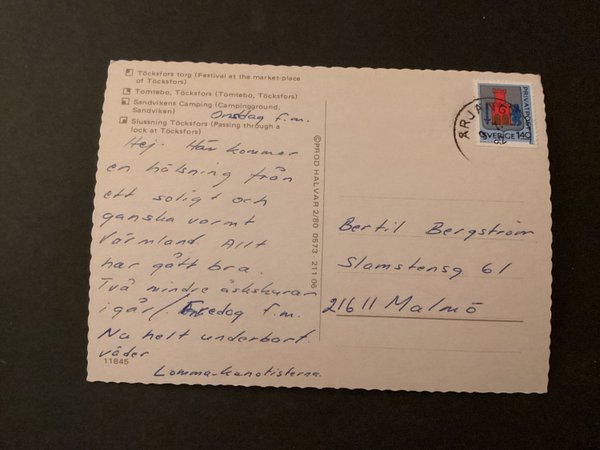 Töcksfors torg (Festival at the market-place
of Töcksfors)
Tomtebo, Töcksfors (Tomtebo, Töcksfors)
Sandvikens Camping (Campingground,
Sandviken)
Slussning Töcksfors (Passing through a
lock at Töcksfors)
Onsdag f.m.
Hej. Här kommer
en hälsning från
ett soligt och
ganska varmt
Värmland. Allt
har gått bra.
Två mindre åskskurar
igår/. Fredag f.m.
Nu helt underbart
väder
Lomma-kanotisterna.
11845
©PROD HALVAR 2/80 0573 - 211 06
ÅRJÄNG
PRIVATPOST
SVERIGE 140
Bertil Bergström
Slamstensg 61
21611 Malmö